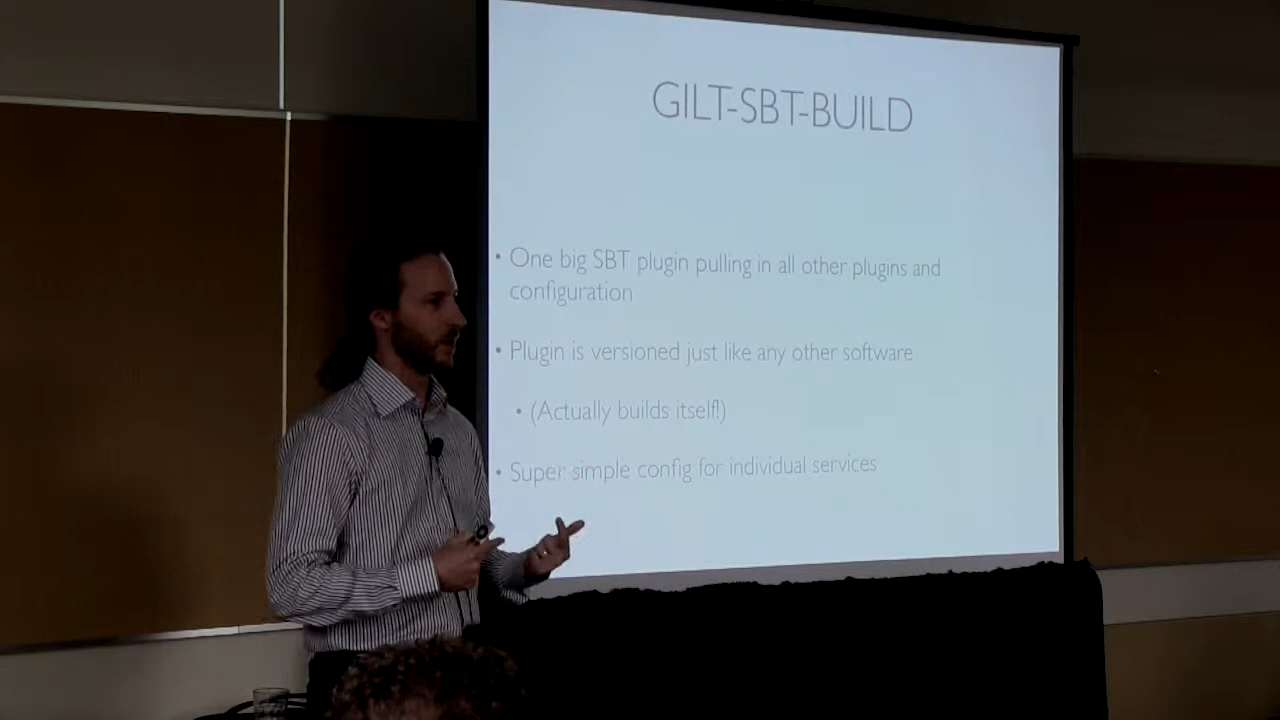 GILT-SBT-BUILD
• One big SBT plugin pulling in all other plugins and
configuration
• Plugin is versioned just like any other software
• (Actually builds itself!)
• Super simple config for individual services